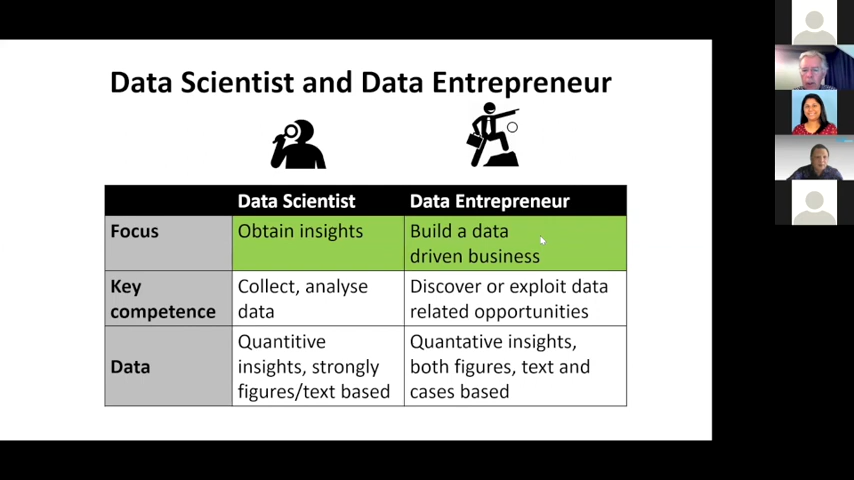 Data Scientist and Data Entrepreneur
Data Scientist
Data Entrepreneur
Focus
Obtain insights
Build a data
driven business
Key
competence
Collect, analyse
data
Discover or exploit data
related opportunities
Data
Quantitive
insights, strongly
figures/text based
Quantative insights,
both figures, text and
cases based